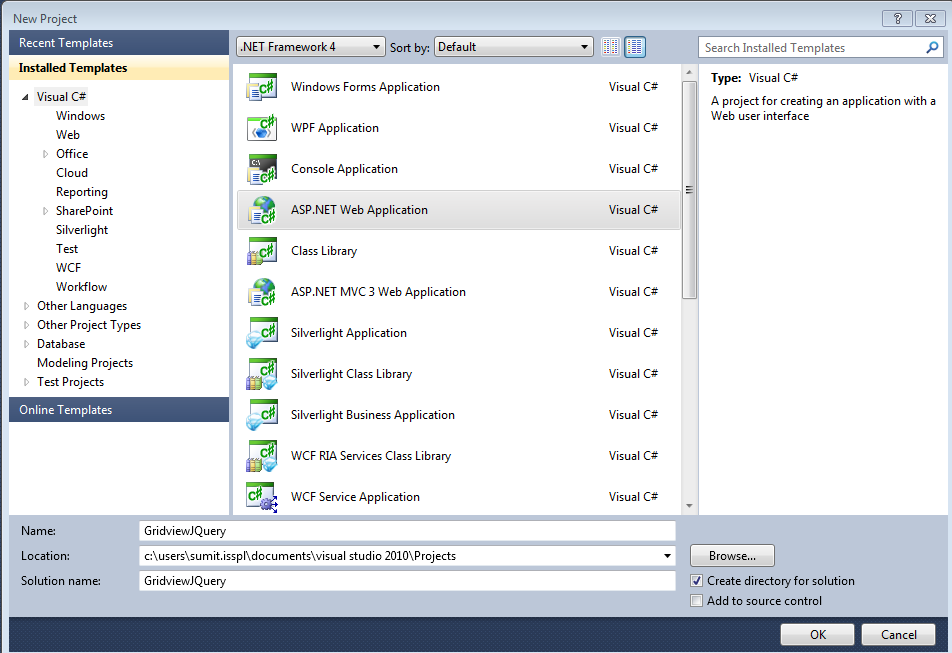 New Project
Recent Templates
Installed Templates
Visual C#
Windows
Web
Office
Cloud
Reporting
SharePoint
Silverlight
Test
WCF
Workflow
Other Languages
Other Project Types
Database
Modeling Projects
Test Projects
Online Templates
.NET Framework 4 Sort by: Default
Windows Forms Application Visual C#
WPF Application Visual C#
Console Application Visual C#
ASP.NET Web Application Visual C#
Class Library Visual C#
ASP.NET MVC 3 Web Application Visual C#
Silverlight Application Visual C#
Silverlight Class Library Visual C#
Silverlight Business Application Visual C#
WCF RIA Services Class Library Visual C#
WCF Service Application Visual C#
Search Installed Templates
Type: Visual C#
A project for creating an application with a
Web user interface
Name: GridviewJQuery
Location: c:\users\sumit.isspl\documents\visual studio 2010\Projects Browse...
Solution name: GridviewJQuery
Create directory for solution
Add to source control
OK Cancel